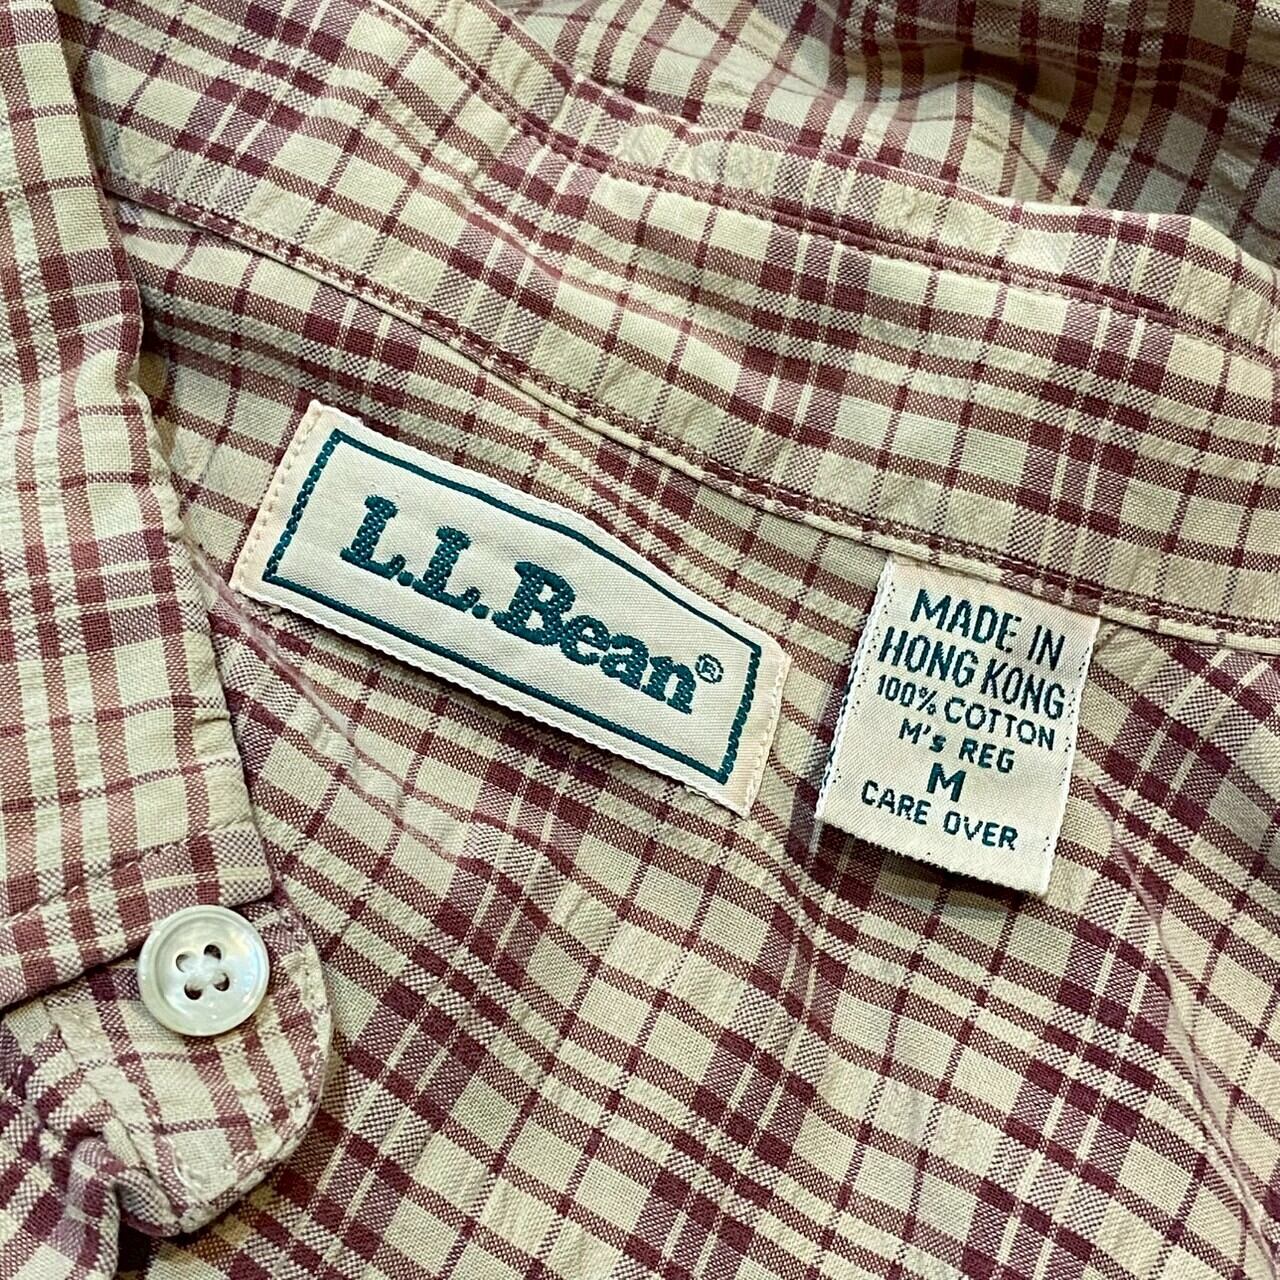 L.L.Bean®
MADE IN
HONG KONG
100% COTTON
M's REG
M
CARE OVER